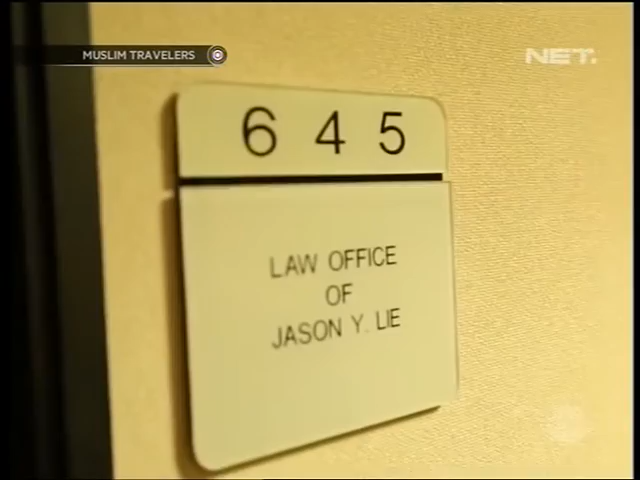 MUSLIM TRAVELERS
NET.
645
LAW OFFICE
OF
JASON Y. LIE